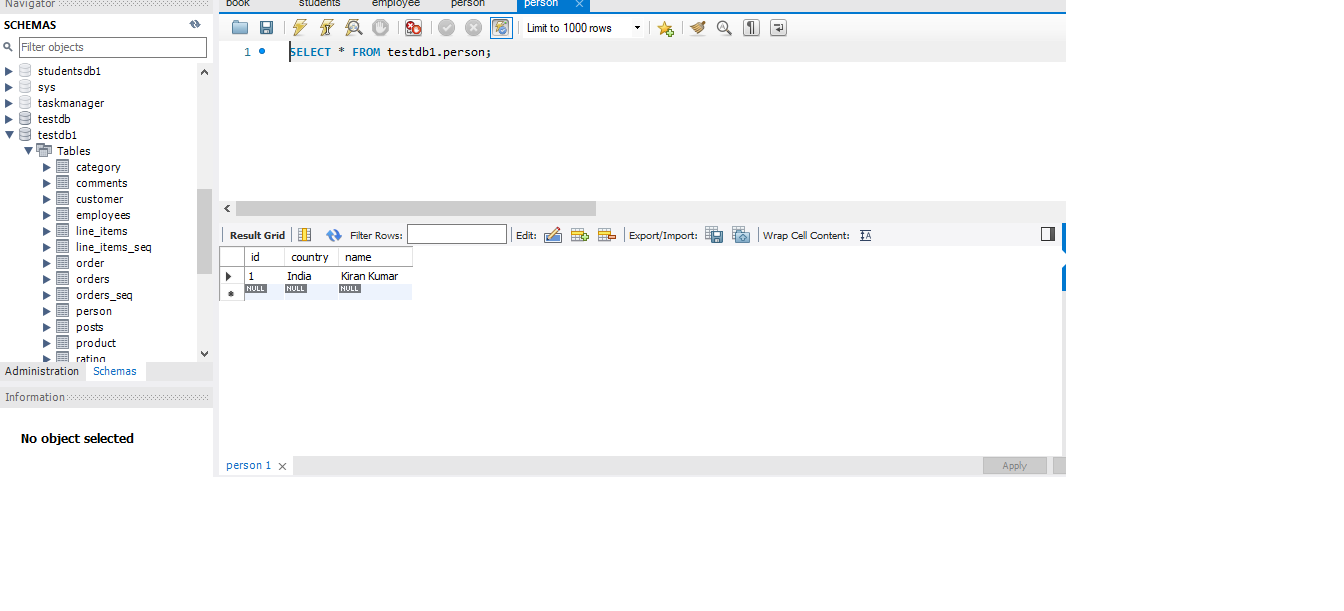 Navigator
book students employee person person
SCHEMAS
Filter objects
studentsdb1
sys
taskmanager
testdb
testdb1
Tables
category
comments
customer
employees
line_items
line_items_seq
order
orders
orders_seq
person
posts
product
rating
Administration Schemas
Information
No object selected
Limit to 1000 rows
1 SELECT * FROM testdb1.person;
Result Grid Filter Rows: Edit: Export/Import: Wrap Cell Content: IA
id country name
1 India Kiran Kumar
NULL NULL NULL
person 1 Apply